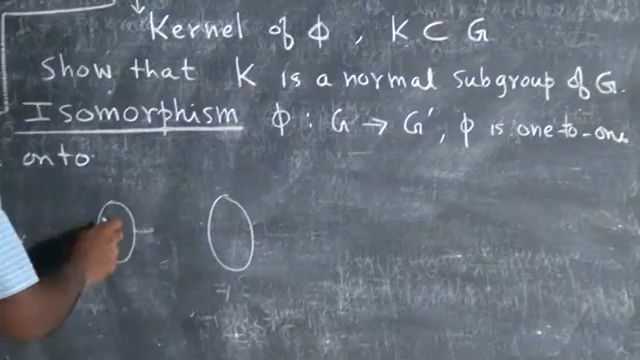 Kernel of ϕ , K ⊂ G
Show that K is a normal subgroup of G.
Isomorphism ϕ : G → G', ϕ is one-to-one
onto